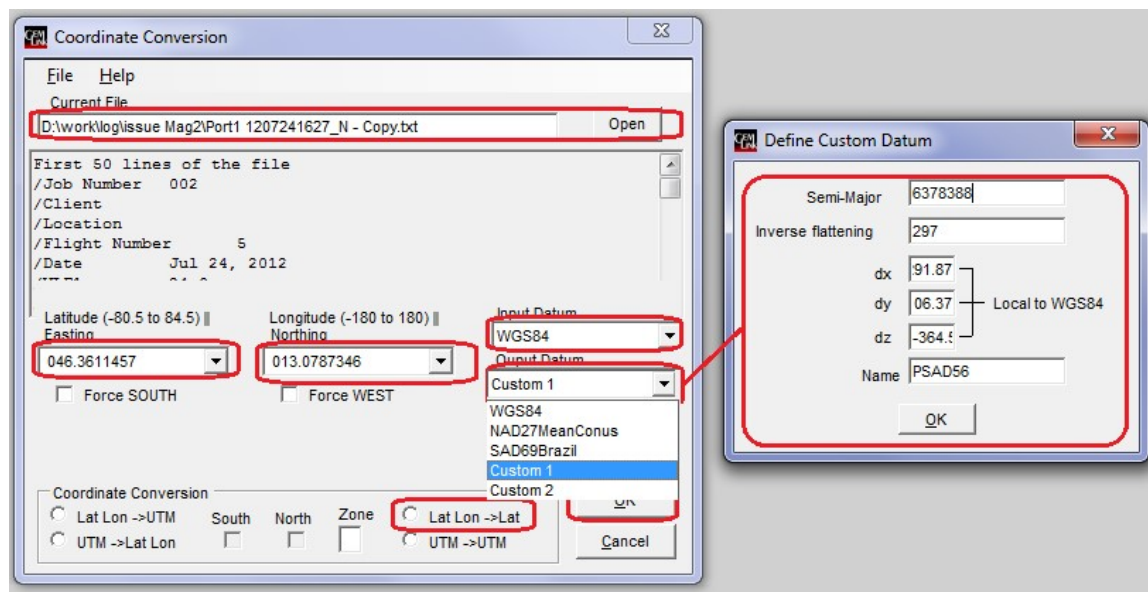 Coordinate Conversion
File Help
Current File
D:\work\log\issue Mag2\Port1 1207241627_N - Copy.txt Open
First 50 lines of the file
/Job Number 002
/Client
/Location
/Flight Number 5
/Date Jul 24, 2012
Latitude (-80.5 to 84.5) ||
Easting
046.3611457
Force SOUTH
Longitude (-180 to 180) ||
Northing
013.0787346
Force WEST
Input Datum
WGS84
Ouput Datum
Custom 1
WGS84
NAD27MeanConus
SAD69Brazil
Custom 1
Custom 2
Coordinate Conversion
Lat Lon ->UTM South North Zone Lat Lon ->Lat
UTM ->Lat Lon UTM ->UTM
OK
Cancel
Define Custom Datum
Semi-Major 6378388
Inverse flattening 297
dx :91.87
dy 06.37
dz -364.5
Local to WGS84
Name PSAD56
OK